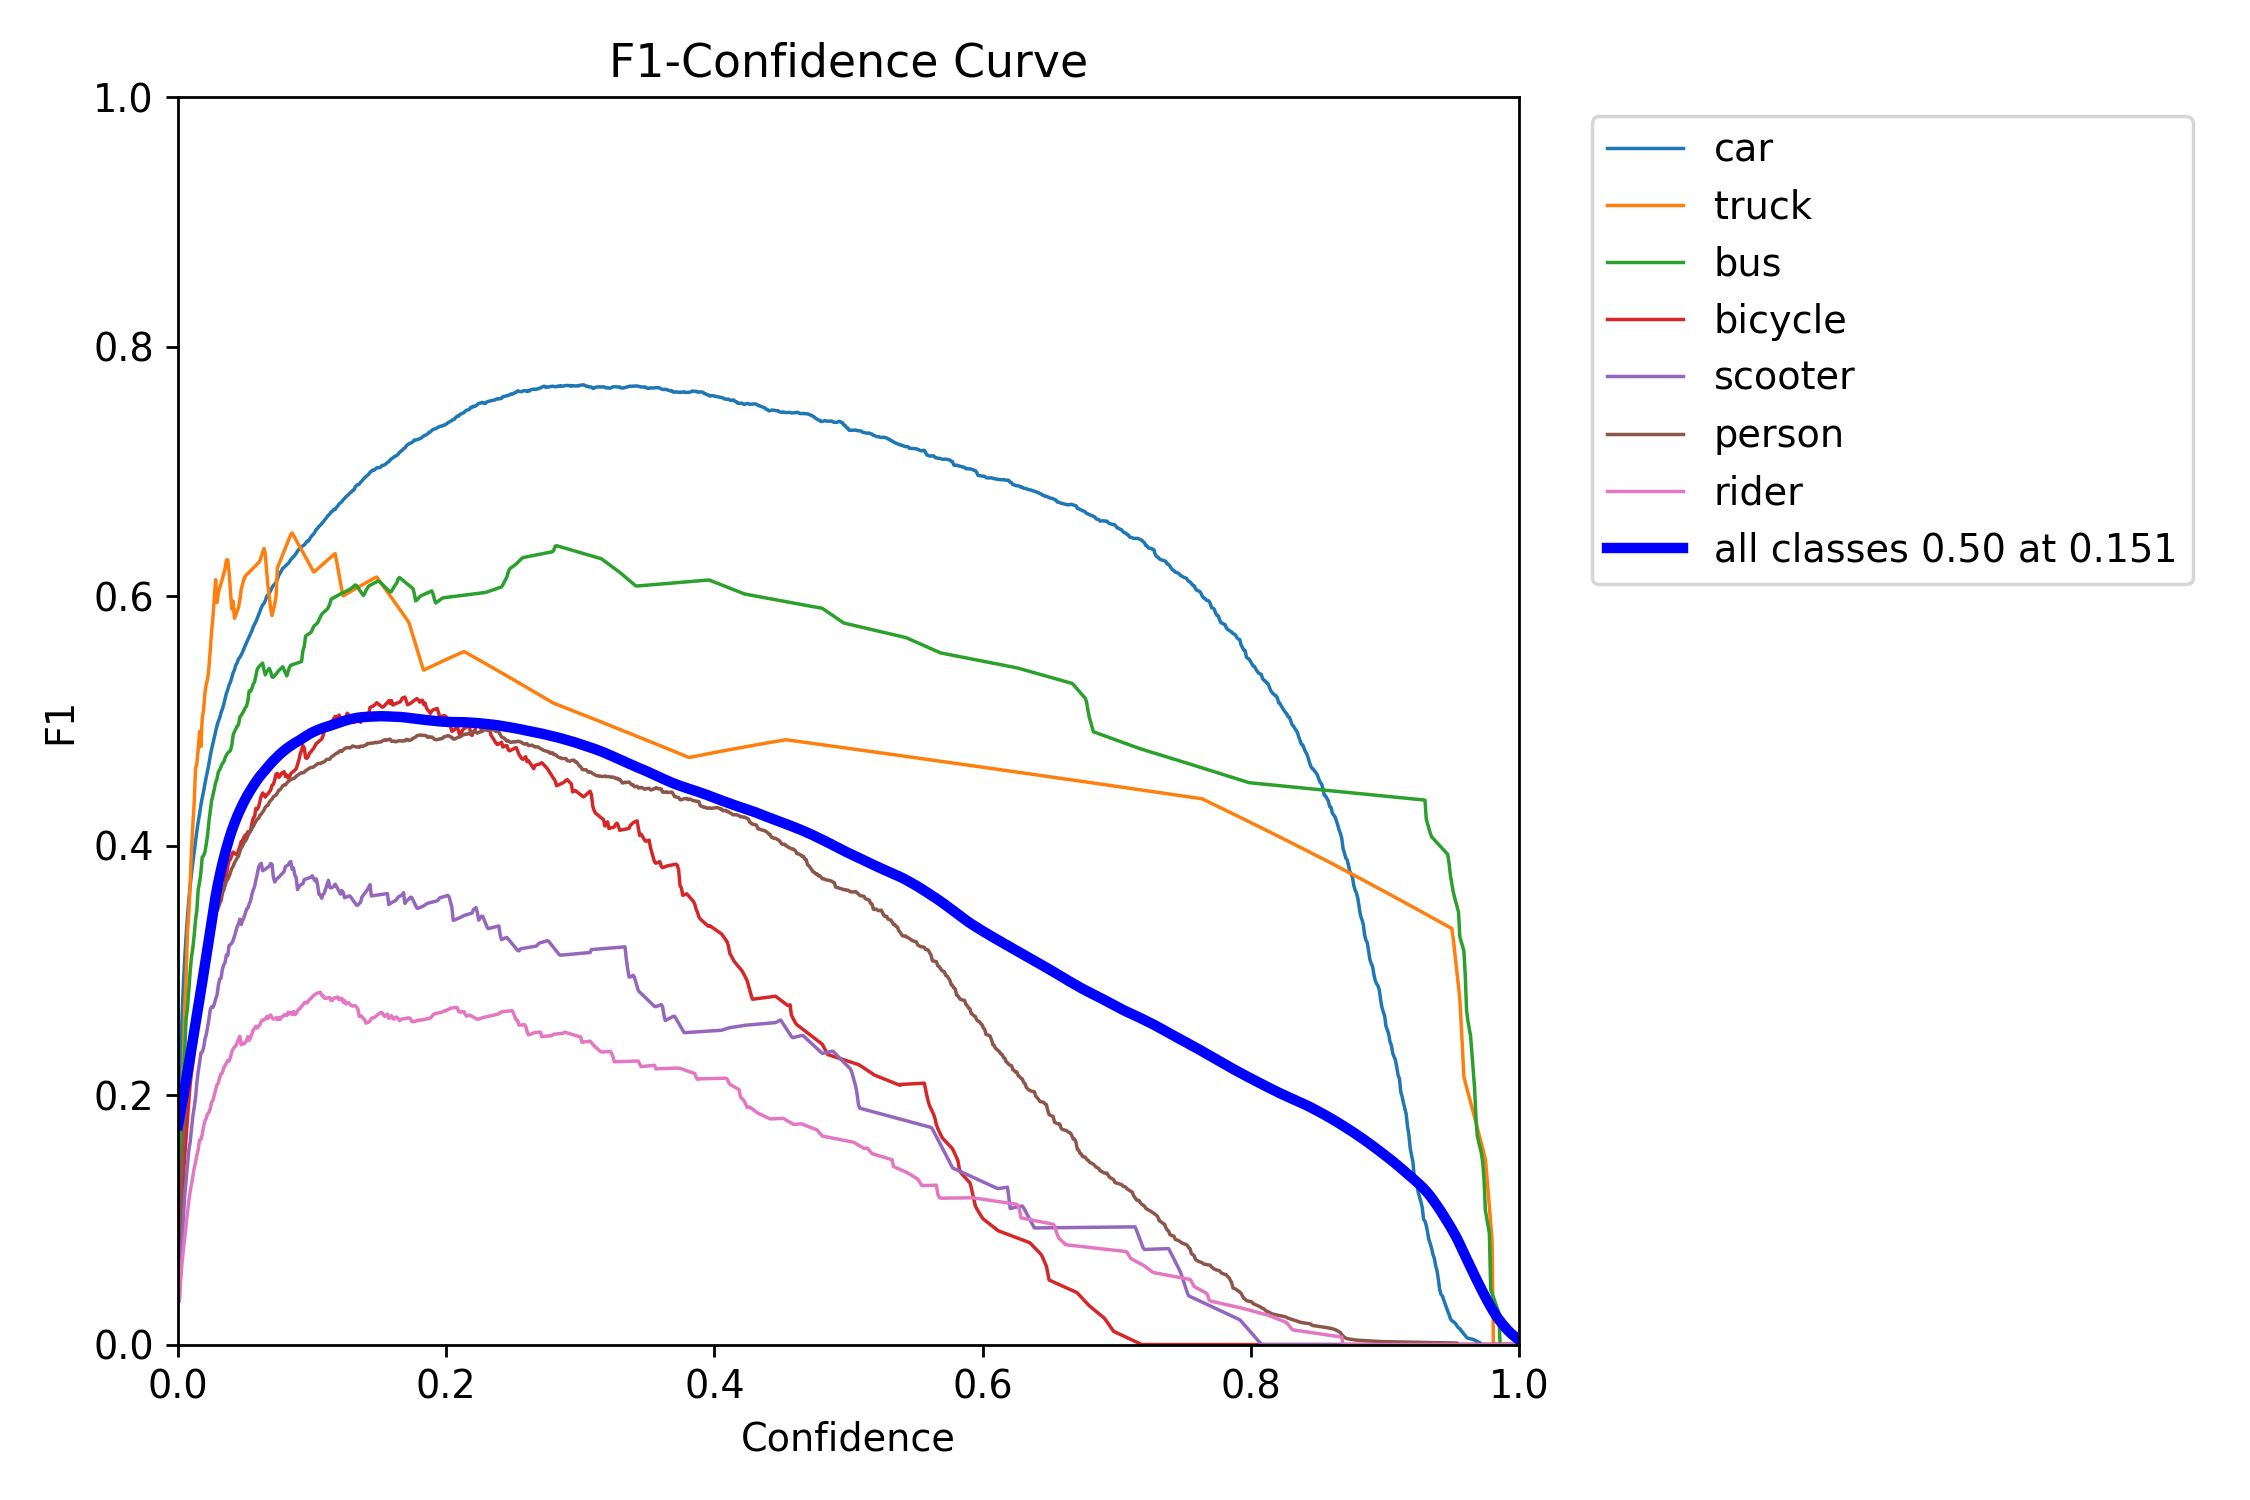 F1-Confidence Curve
1.0
0.8
0.6
0.4
0.2
0.0
F1
0.0 0.2 0.4 0.6 0.8 1.0
Confidence
car
truck
bus
bicycle
scooter
person
rider
all classes 0.50 at 0.151